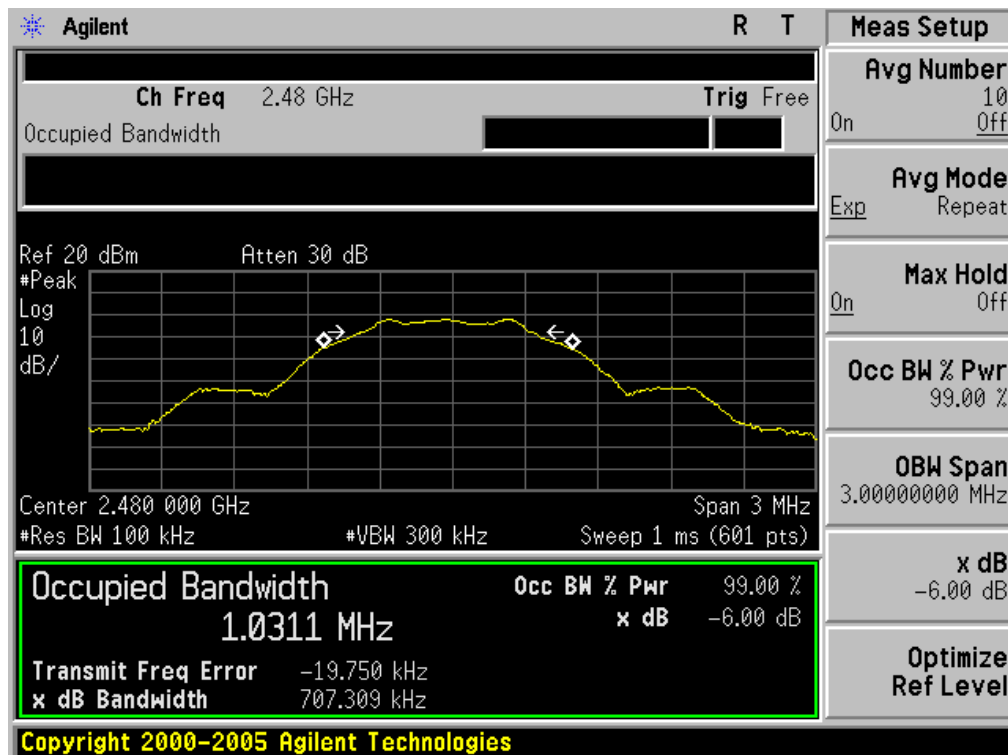 Agilent R T
Ch Freq 2.48 GHz Trig Free
Occupied Bandwidth
Ref 20 dBm Atten 30 dB
#Peak
Log
10
dB/
Center 2.480 000 GHz Span 3 MHz
#Res BW 100 kHz #VBW 300 kHz Sweep 1 ms (601 pts)
Occupied Bandwidth
1.0311 MHz
Occ BW % Pwr 99.00 %
x dB -6.00 dB
Transmit Freq Error -19.750 kHz
x dB Bandwidth 707.309 kHz
Copyright 2000-2005 Agilent Technologies
Meas Setup
Avg Number
10
On Off
Avg Mode
Exp Repeat
Max Hold
On Off
Occ BW % Pwr
99.00 %
OBW Span
3.00000000 MHz
x dB
-6.00 dB
Optimize
Ref Level